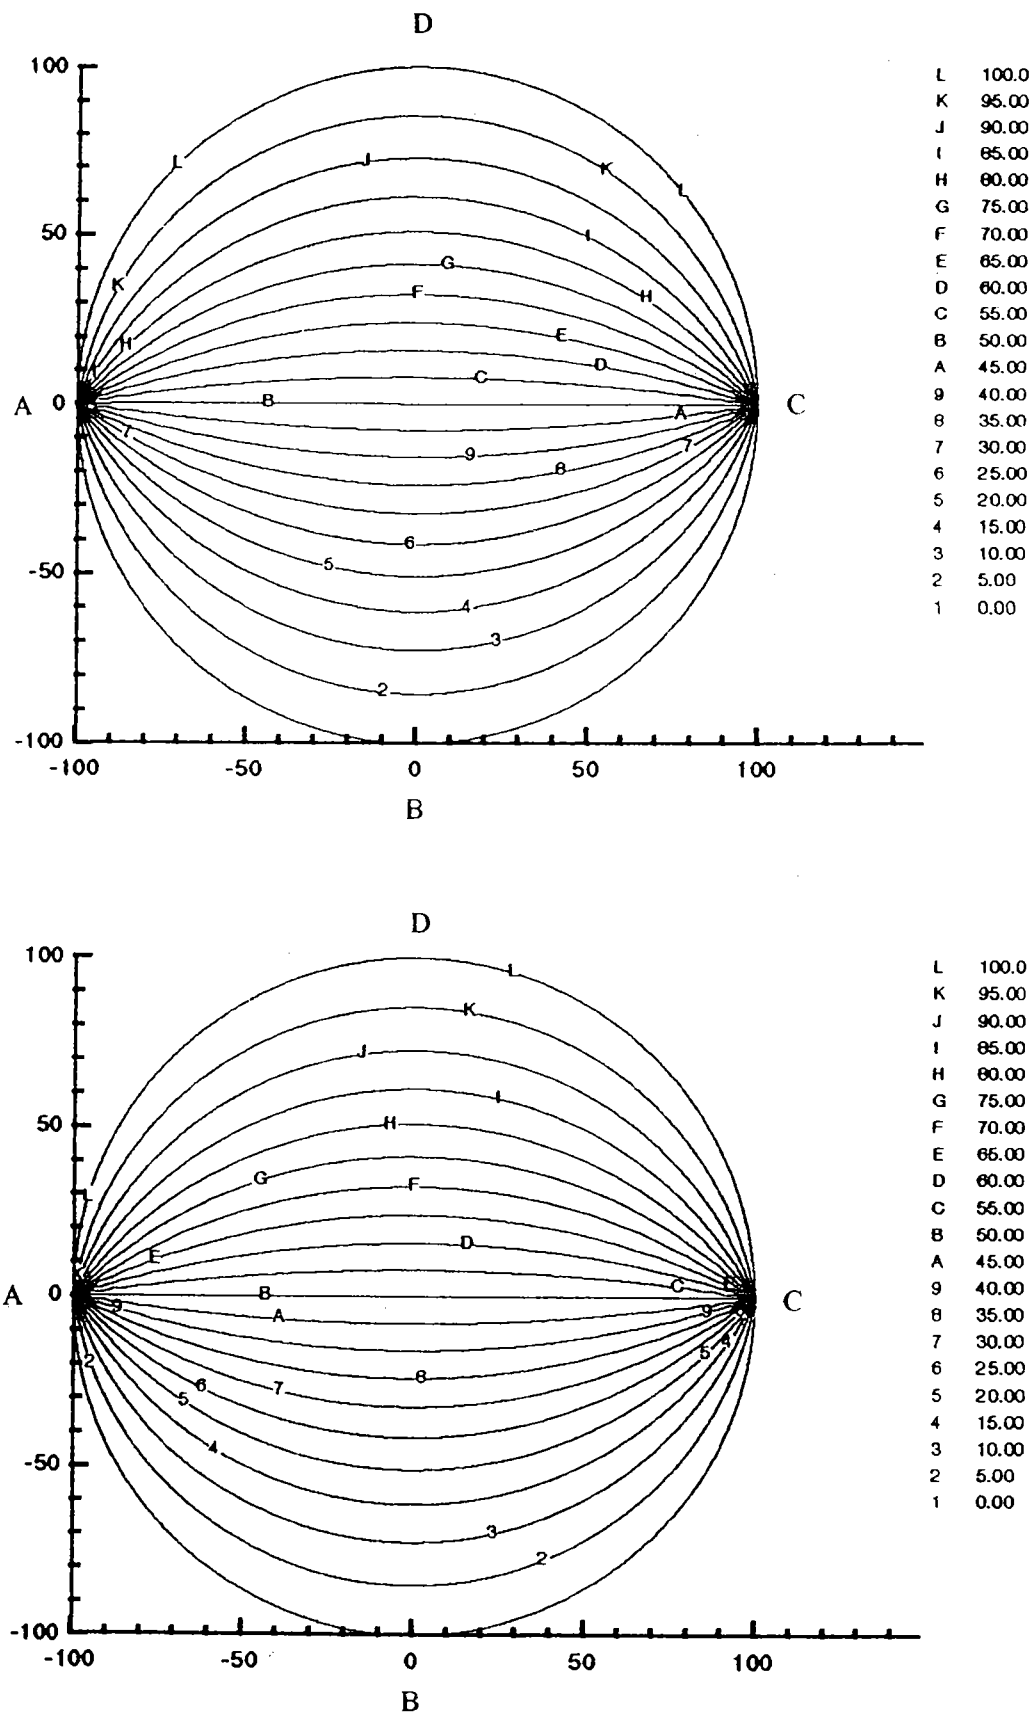 D
100
50
0
-50
-100
A
C
L
J
K
L
I
K
G
F
H
H
E
D
C
B
A
7
9
8
7
6
5
4
3
2
-100
-50
0
50
100
B
L 100.0
K 95.00
J 90.00
I 85.00
H 80.00
G 75.00
F 70.00
E 65.00
D 60.00
C 55.00
B 50.00
A 45.00
9 40.00
8 35.00
7 30.00
6 25.00
5 20.00
4 15.00
3 10.00
2 5.00
1 0.00
D
100
50
0
-50
-100
A
C
L
K
J
I
H
G
F
L
E
D
C
B
A
9
9
2
8
7
6
5
5
4
4
3
2
-100
-50
0
50
100
B
L 100.0
K 95.00
J 90.00
I 85.00
H 80.00
G 75.00
F 70.00
E 65.00
D 60.00
C 55.00
B 50.00
A 45.00
9 40.00
8 35.00
7 30.00
6 25.00
5 20.00
4 15.00
3 10.00
2 5.00
1 0.00